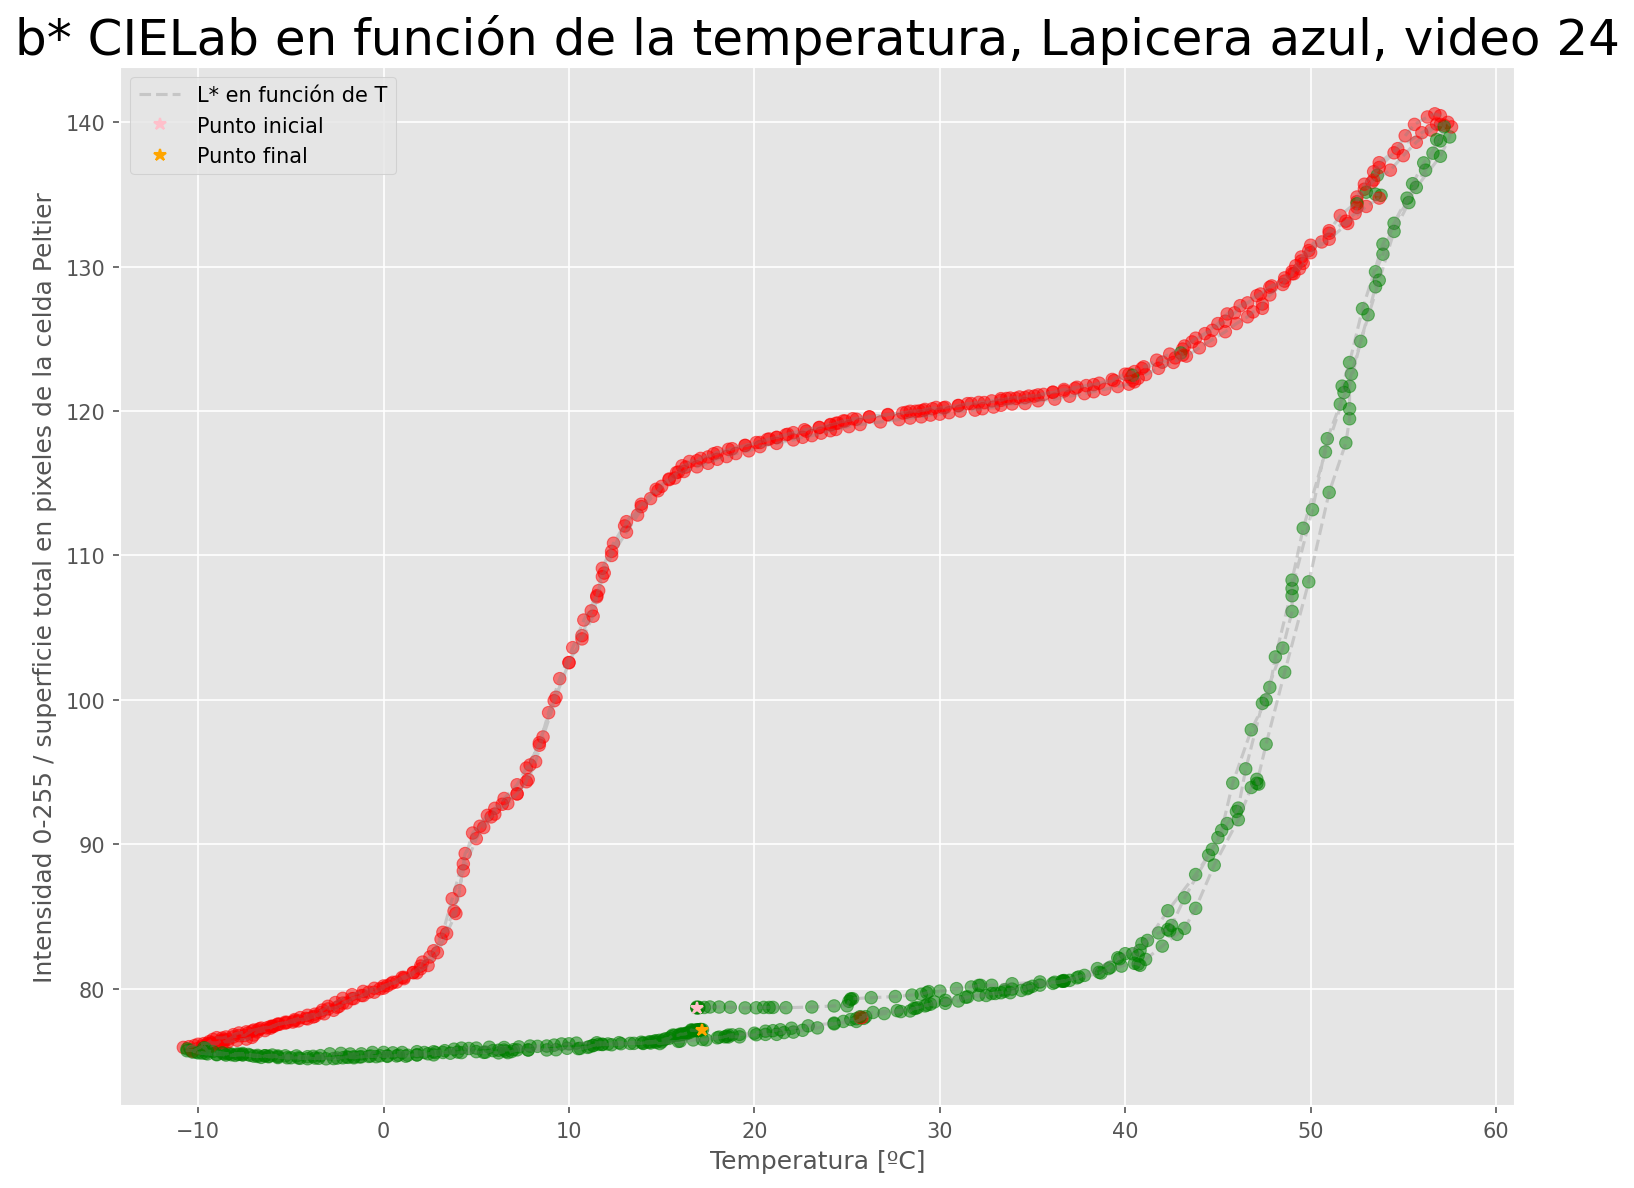 b* CIELab en función de la temperatura, Lapicera azul, video 24
L* en función de T
Punto inicial
Punto final
Intensidad 0-255 / superficie total en pixeles de la celda Peltier
140
130
120
110
100
90
80
−10 0 10 20 30 40 50 60
Temperatura [ºC]